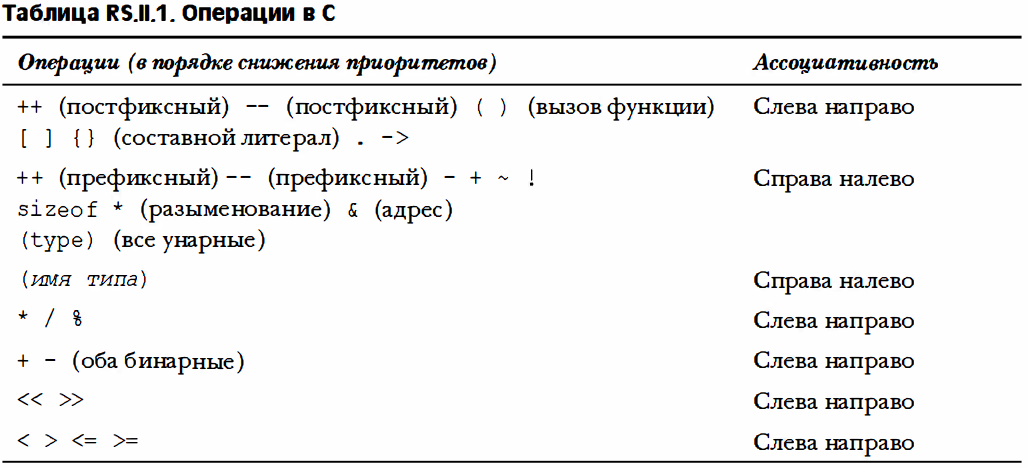 Таблица RS.II.1. Операции в C
Операции (в порядке снижения приоритетов) Ассоциативность
++ (постфиксный) -- (постфиксный) ( ) (вызов функции) Слева направо
[ ] {} (составной литерал) . ->
++ (префиксный) -- (префиксный) - + ~ ! Справа налево
sizeof * (разыменование) & (адрес)
(type) (все унарные)
(имя типа) Справа налево
* / % Слева направо
+ - (оба бинарные) Слева направо
<< >> Слева направо
< > <= >= Слева направо